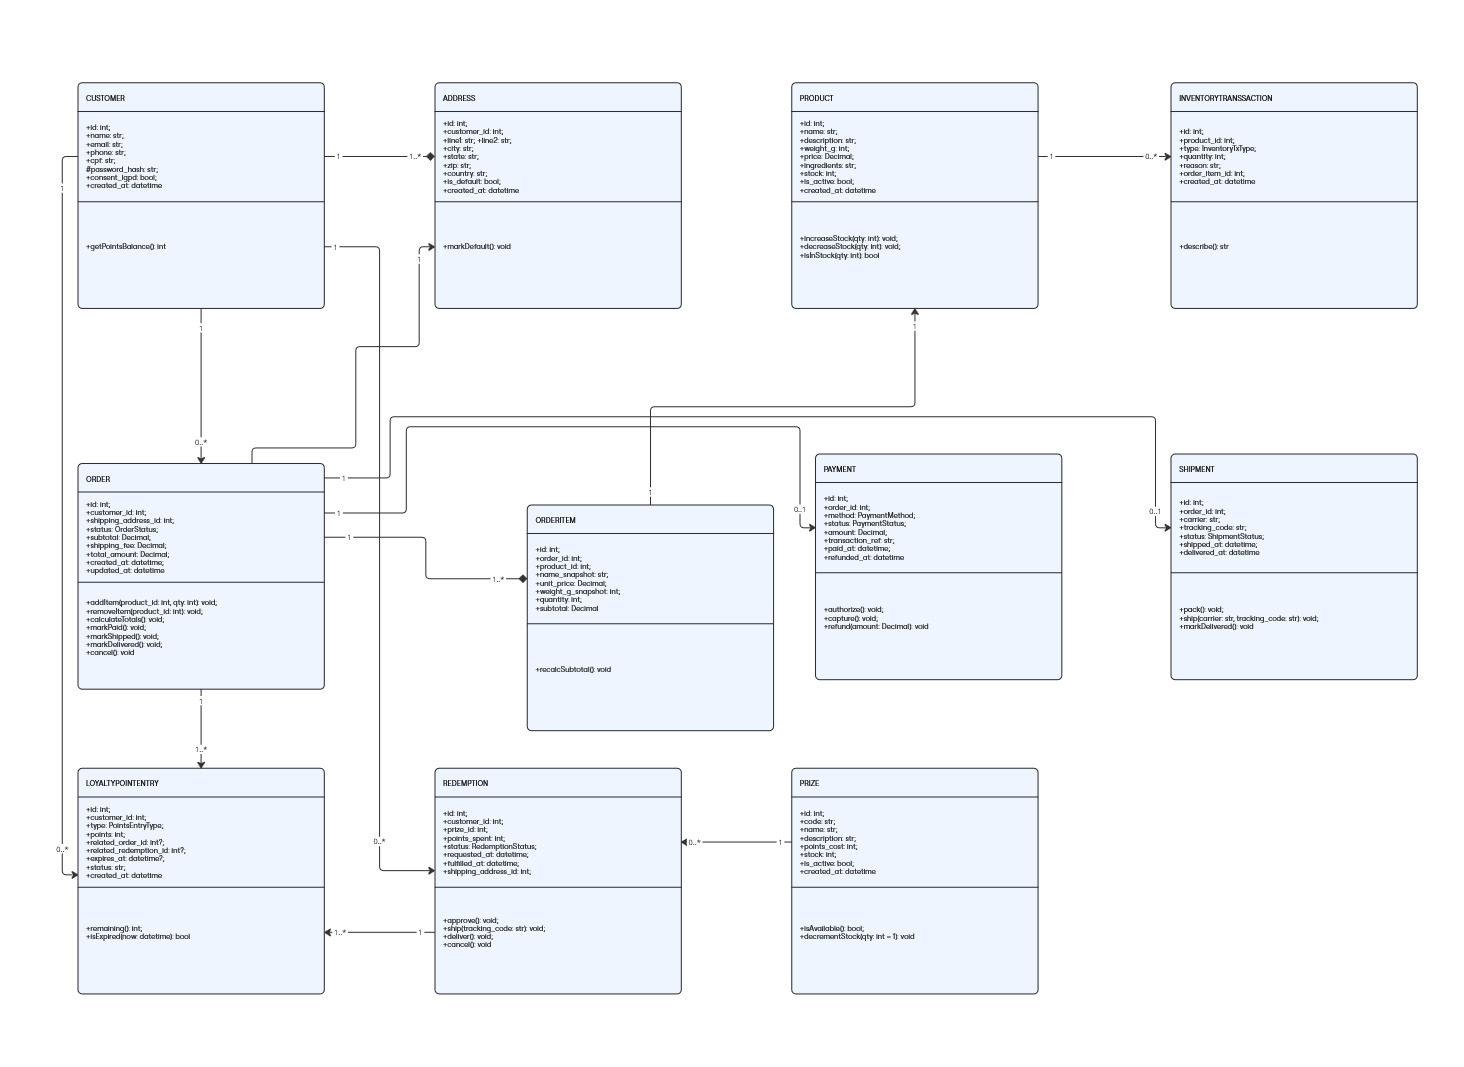 CUSTOMER
+id: int;
+name: str;
+email: str;
+phone: str;
+cpf: str;
#password_hash: str;
+consent_lgpd: bool;
+created_at: datetime
+getPointsBalance(): int
ADDRESS
+id: int;
+customer_id: int;
+line1: str; +line2: str;
+city: str;
+state: str;
+zip: str;
+country: str;
+is_default: bool;
+created_at: datetime
+markDefault(): void
PRODUCT
+id: int;
+name: str;
+description: str;
+weight_g: int;
+price: Decimal;
+ingredients: str;
+stock: int;
+is_active: bool;
+created_at: datetime
+increaseStock(qty: int): void;
+decreaseStock(qty: int): void;
+isInStock(qty: int): bool
INVENTORYTRANSSACTION
+id: int;
+product_id: int;
+type: InventoryTxType;
+quantity: int;
+reason: str;
+order_item_id: int;
+created_at: datetime
+describe(): str
1
1..*
1
0..*
1
1
1
1
0..*
1
ORDER
+id: int;
+customer_id: int;
+shipping_address_id: int;
+status: OrderStatus;
+subtotal: Decimal;
+shipping_fee: Decimal;
+total_amount: Decimal;
+created_at: datetime;
+updated_at: datetime
+addItem(product_id: int, qty: int): void;
+removeItem(product_id: int): void;
+calculateTotals(): void;
+markPaid(): void;
+markShipped(): void;
+markDelivered(): void;
+cancel(): void
1
1
1
1..*
1
0..1
0..1
ORDERITEM
+id: int;
+order_id: int;
+product_id: int;
+name_snapshot: str;
+unit_price: Decimal;
+weight_g_snapshot: int;
+quantity: int;
+subtotal: Decimal
+recalcSubtotal(): void
PAYMENT
+id: int;
+order_id: int;
+method: PaymentMethod;
+status: PaymentStatus;
+amount: Decimal;
+transaction_ref: str;
+paid_at: datetime;
+refunded_at: datetime
+authorize(): void;
+capture(): void;
+refund(amount: Decimal): void
SHIPMENT
+id: int;
+order_id: int;
+carrier: str;
+tracking_code: str;
+status: ShipmentStatus;
+shipped_at: datetime;
+delivered_at: datetime
+pack(): void;
+ship(carrier: str, tracking_code: str): void;
+markDelivered(): void
1
1..*
LOYALTYPOINTENTRY
+id: int;
+customer_id: int;
+type: PointsEntryType;
+points: int;
+related_order_id: int?;
+related_redemption_id: int?;
+expires_at: datetime?;
+status: str;
+created_at: datetime
+remaining(): int;
+isExpired(now: datetime): bool
0..*
0..*
REDEMPTION
+id: int;
+customer_id: int;
+prize_id: int;
+points_spent: int;
+status: RedemptionStatus;
+requested_at: datetime;
+fulfilled_at: datetime;
+shipping_address_id: int;
+approve(): void;
+ship(tracking_code: str): void;
+deliver(): void;
+cancel(): void
1..*
1
0..*
1
PRIZE
+id: int;
+code: str;
+name: str;
+description: str;
+points_cost: int;
+stock: int;
+is_active: bool;
+created_at: datetime
+isAvailable(): bool;
+decrementStock(qty: int = 1): void